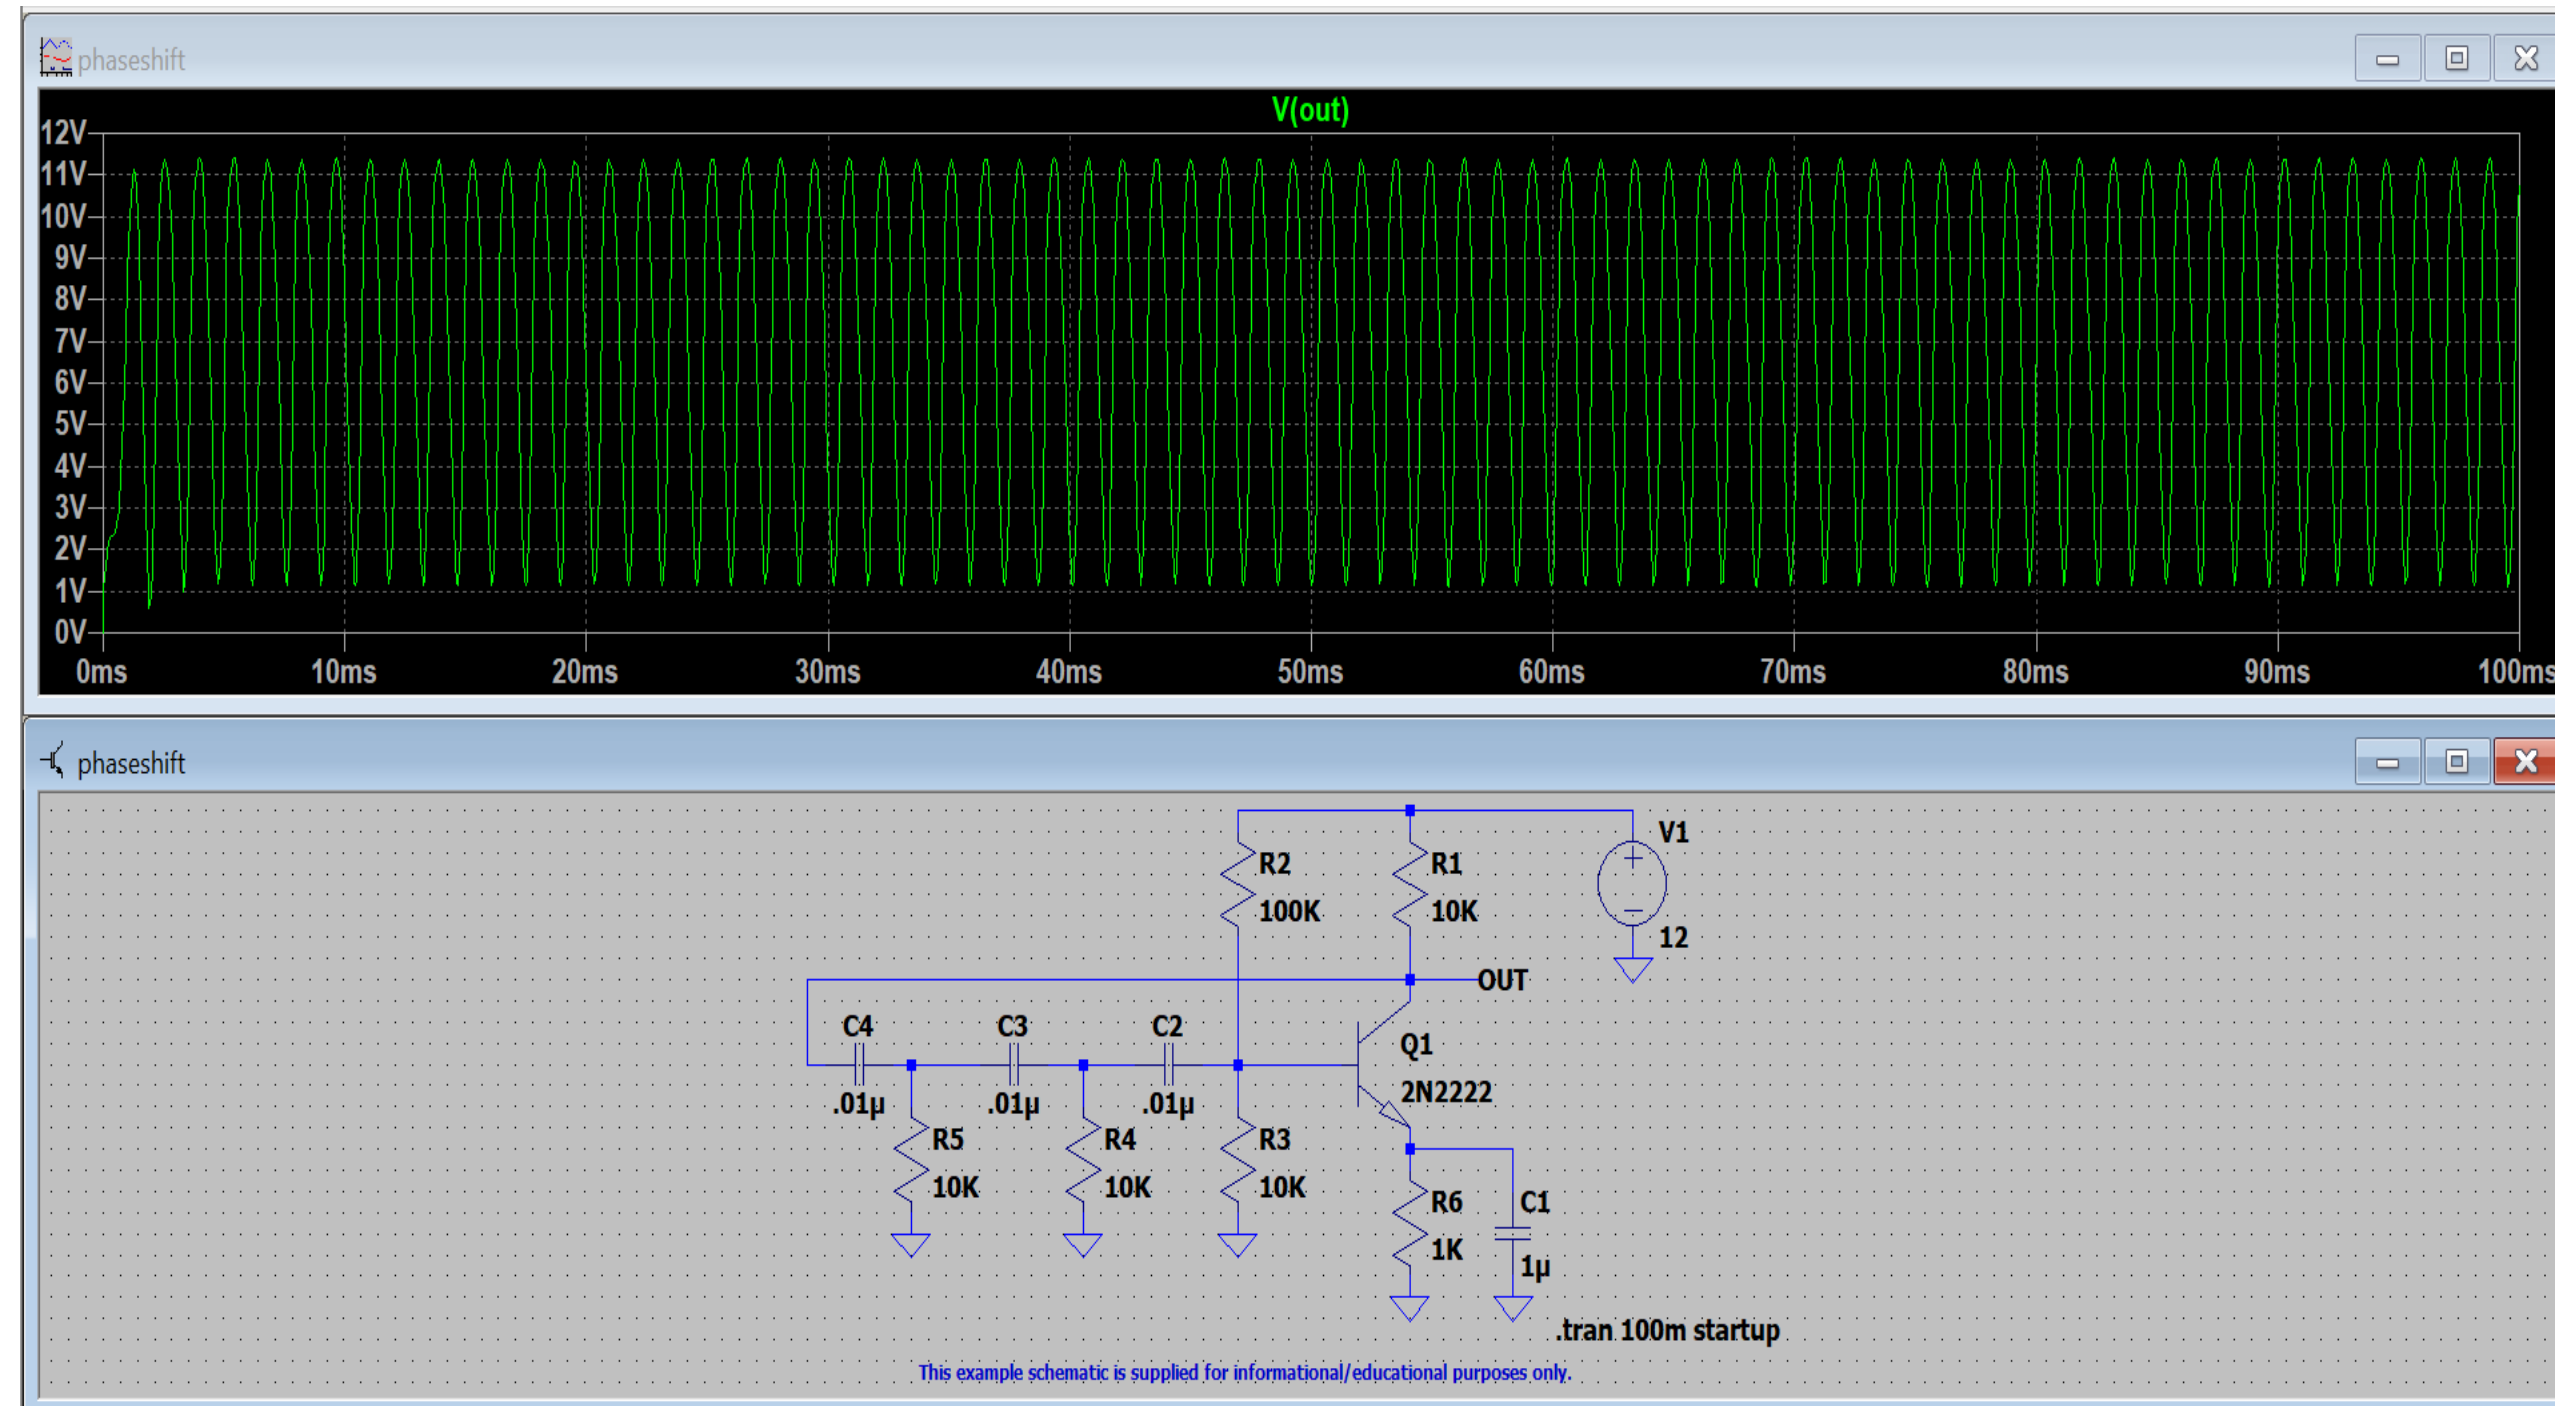 phaseshift
V(out)
12V
11V
10V
9V
8V
7V
6V
5V
4V
3V
2V
1V
0V
0ms 10ms 20ms 30ms 40ms 50ms 60ms 70ms 80ms 90ms 100ms
phaseshift
V1
R2 R1
100K 10K
12
OUT
C4 C3 C2
Q1
2N2222
.01µ .01µ .01µ
R5 R4 R3
10K 10K 10K
R6 C1
1K 1µ
.tran 100m startup
This example schematic is supplied for informational/educational purposes only.